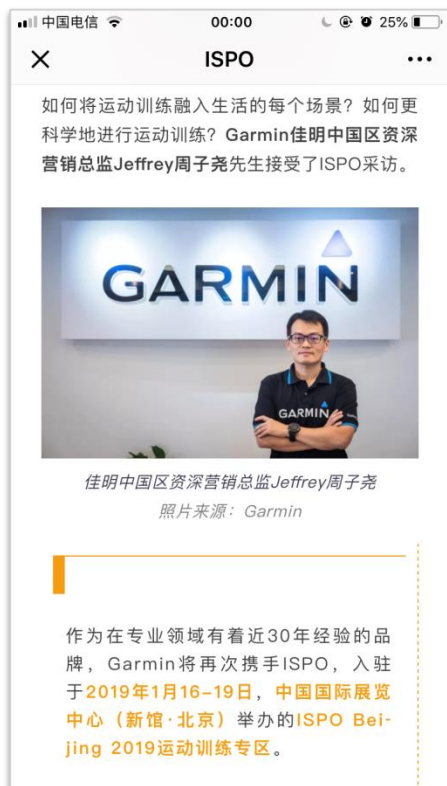 中国电信 00:00 25%
ISPO
如何将运动训练融入生活的每个场景？如何更
科学地进行运动训练？Garmin佳明中国区资深
营销总监Jeffrey周子尧先生接受了ISPO采访。
GARMIN
GARMIN
佳明中国区资深营销总监Jeffrey周子尧
照片来源：Garmin
作为在专业领域有着近30年经验的品
牌，Garmin将再次携手ISPO，入驻
于2019年1月16–19日，中国国际展览
中心（新馆·北京）举办的ISPO Bei-
jing 2019运动训练专区。